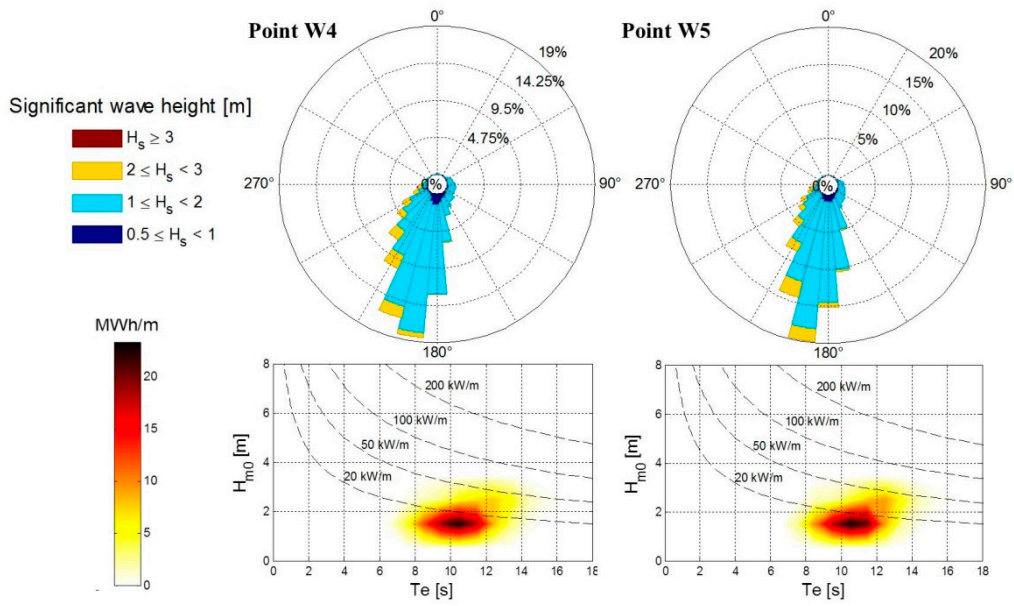 Point W4
0°
19%
14.25%
9.5%
4.75%
0%
270°
90°
180°
Point W5
0°
20%
15%
10%
5%
0%
270°
90°
180°
Significant wave height [m]
H_s ≥ 3
2 ≤ H_s < 3
1 ≤ H_s < 2
0.5 ≤ H_s < 1
MWh/m
20
15
10
5
0
H_m0 [m]
8
6
4
2
0
200 kW/m
100 kW/m
50 kW/m
20 kW/m
0 2 4 6 8 10 12 14 16 18
Te [s]
H_m0 [m]
8
6
4
2
0
200 kW/m
100 kW/m
50 kW/m
20 kW/m
0 2 4 6 8 10 12 14 16 18
Te [s]